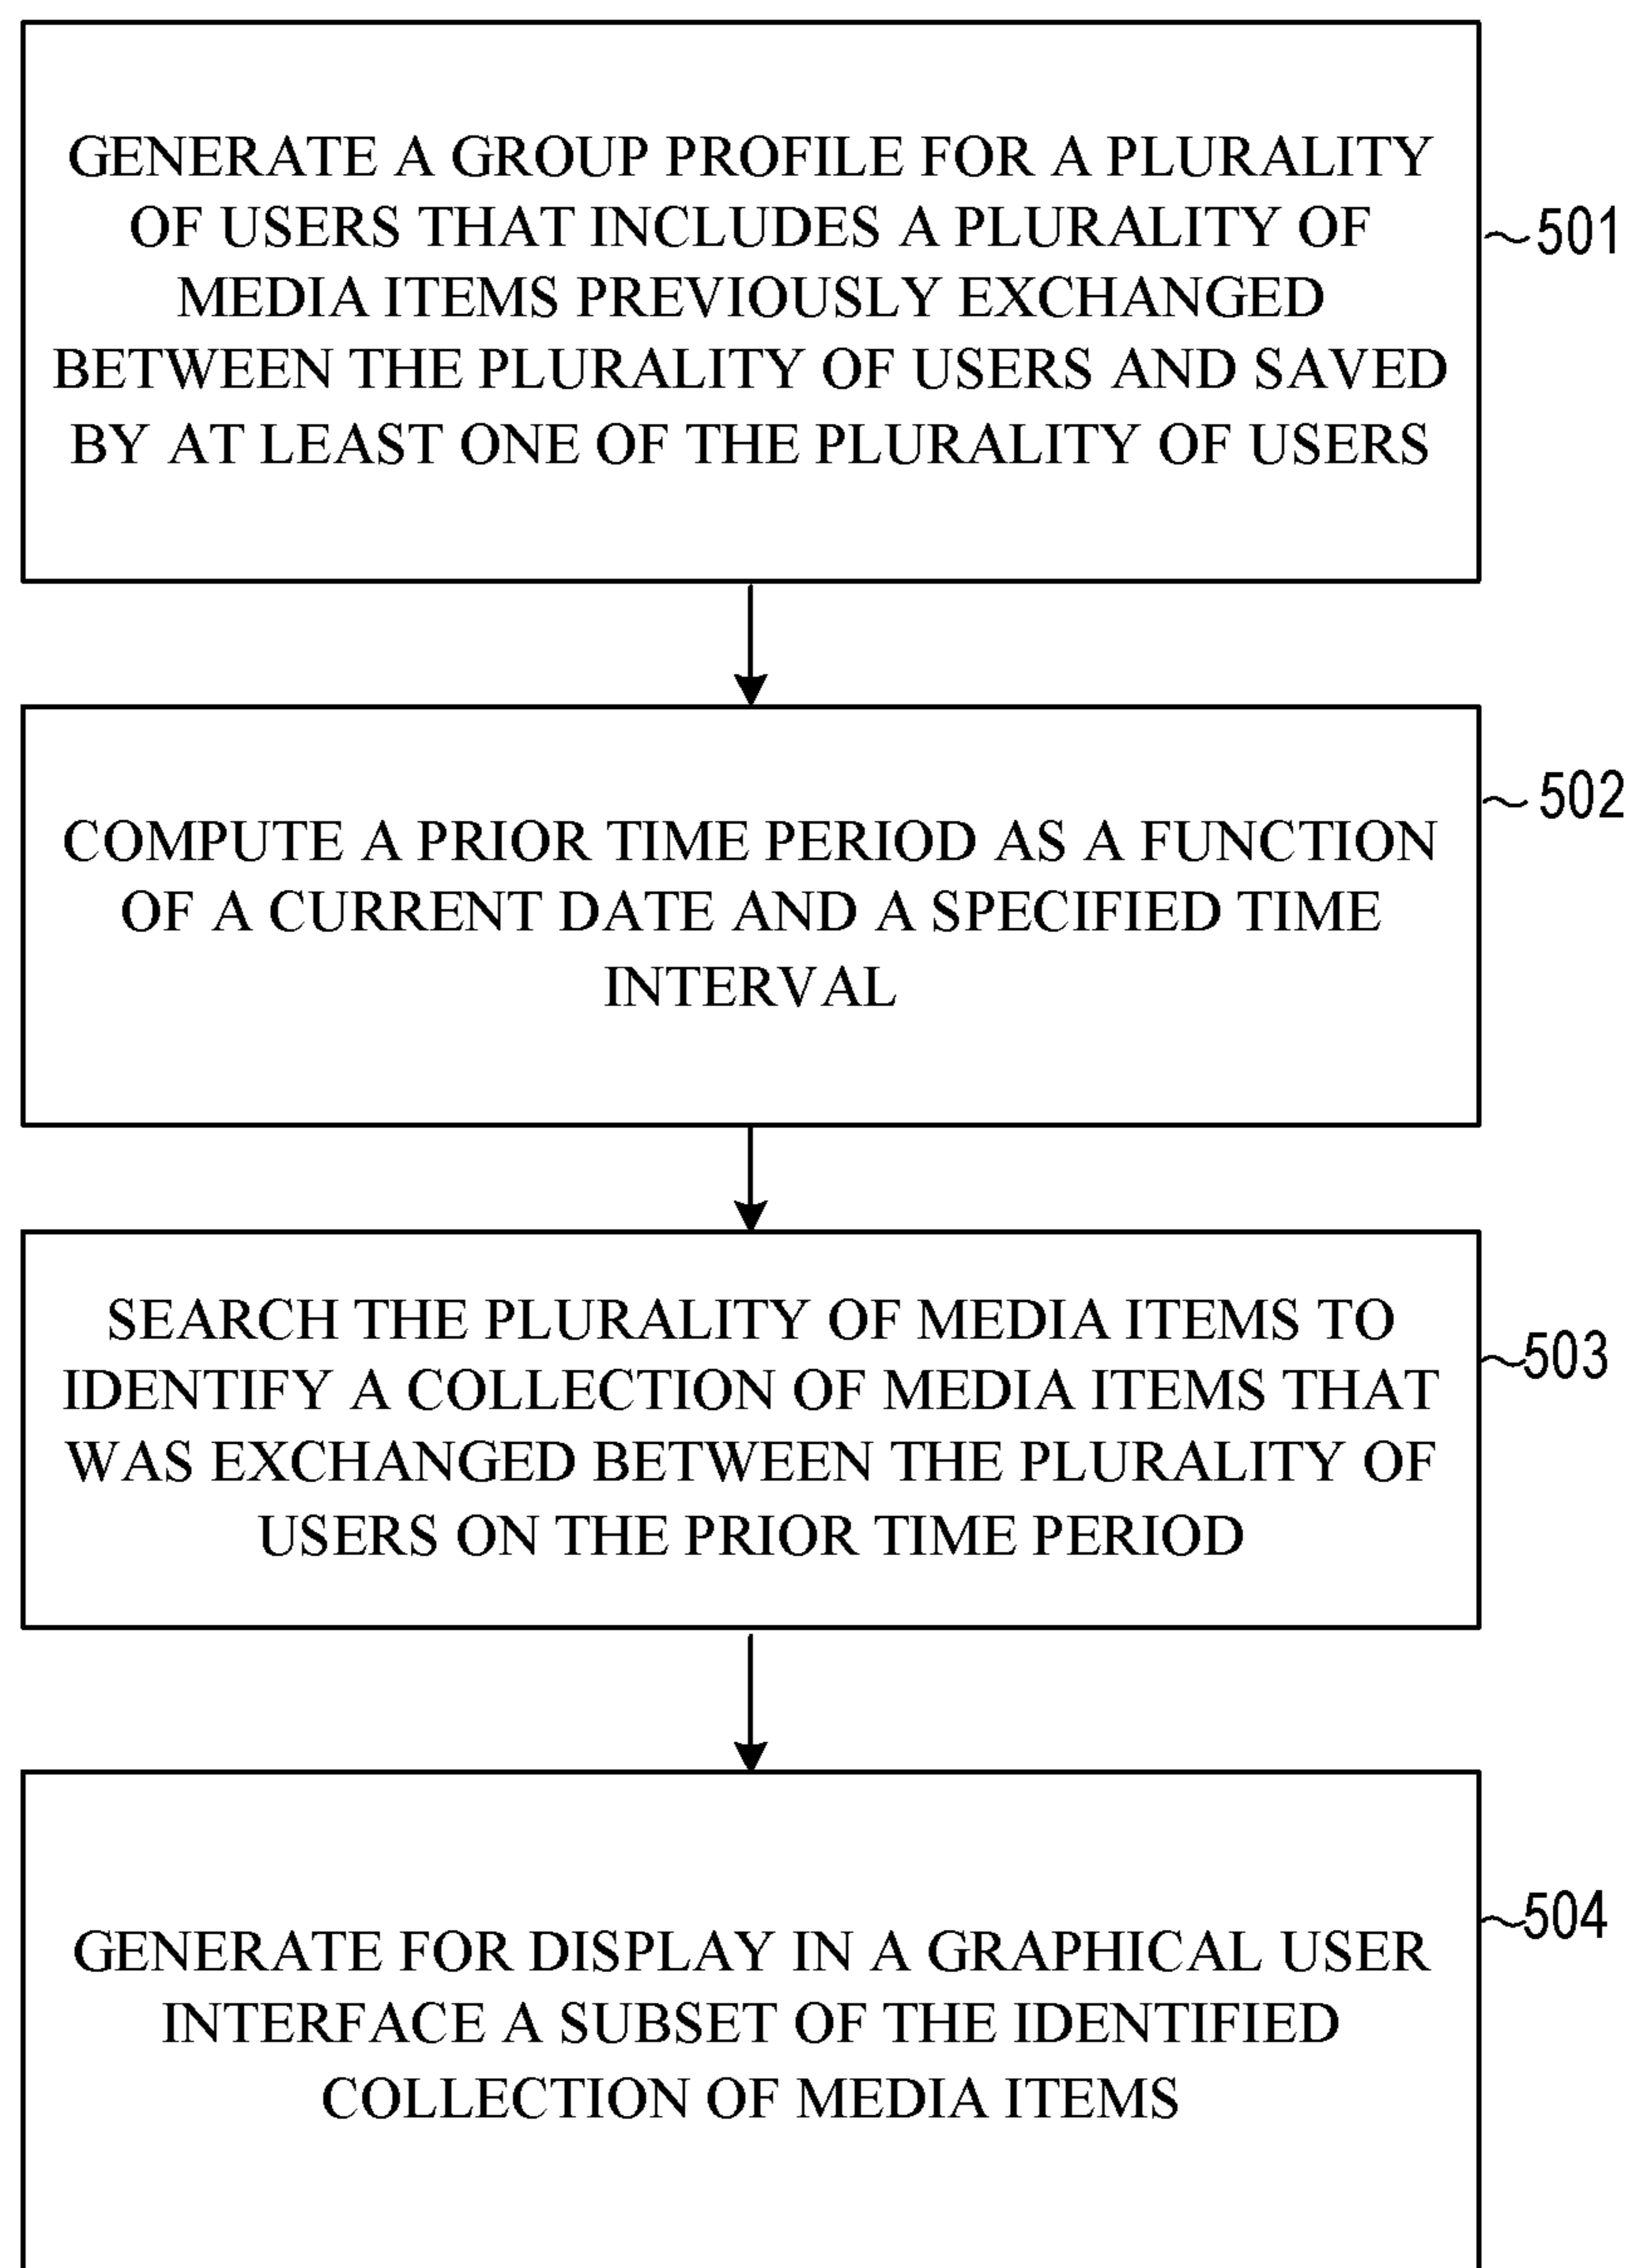 GENERATE A GROUP PROFILE FOR A PLURALITY
OF USERS THAT INCLUDES A PLURALITY OF
MEDIA ITEMS PREVIOUSLY EXCHANGED
BETWEEN THE PLURALITY OF USERS AND SAVED
BY AT LEAST ONE OF THE PLURALITY OF USERS
501
COMPUTE A PRIOR TIME PERIOD AS A FUNCTION
OF A CURRENT DATE AND A SPECIFIED TIME
INTERVAL
502
SEARCH THE PLURALITY OF MEDIA ITEMS TO
IDENTIFY A COLLECTION OF MEDIA ITEMS THAT
WAS EXCHANGED BETWEEN THE PLURALITY OF
USERS ON THE PRIOR TIME PERIOD
503
GENERATE FOR DISPLAY IN A GRAPHICAL USER
INTERFACE A SUBSET OF THE IDENTIFIED
COLLECTION OF MEDIA ITEMS
504